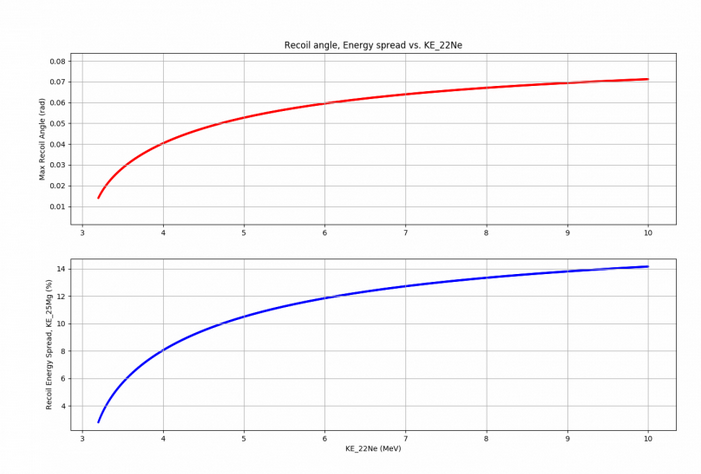 Recoil angle, Energy spread vs. KE_22Ne
Max Recoil Angle (rad)
0.08
0.07
0.06
0.05
0.04
0.03
0.02
0.01
3 4 5 6 7 8 9 10
Recoil Energy Spread, KE_25Mg (%)
14
12
10
8
6
4
3 4 5 6 7 8 9 10
KE_22Ne (MeV)